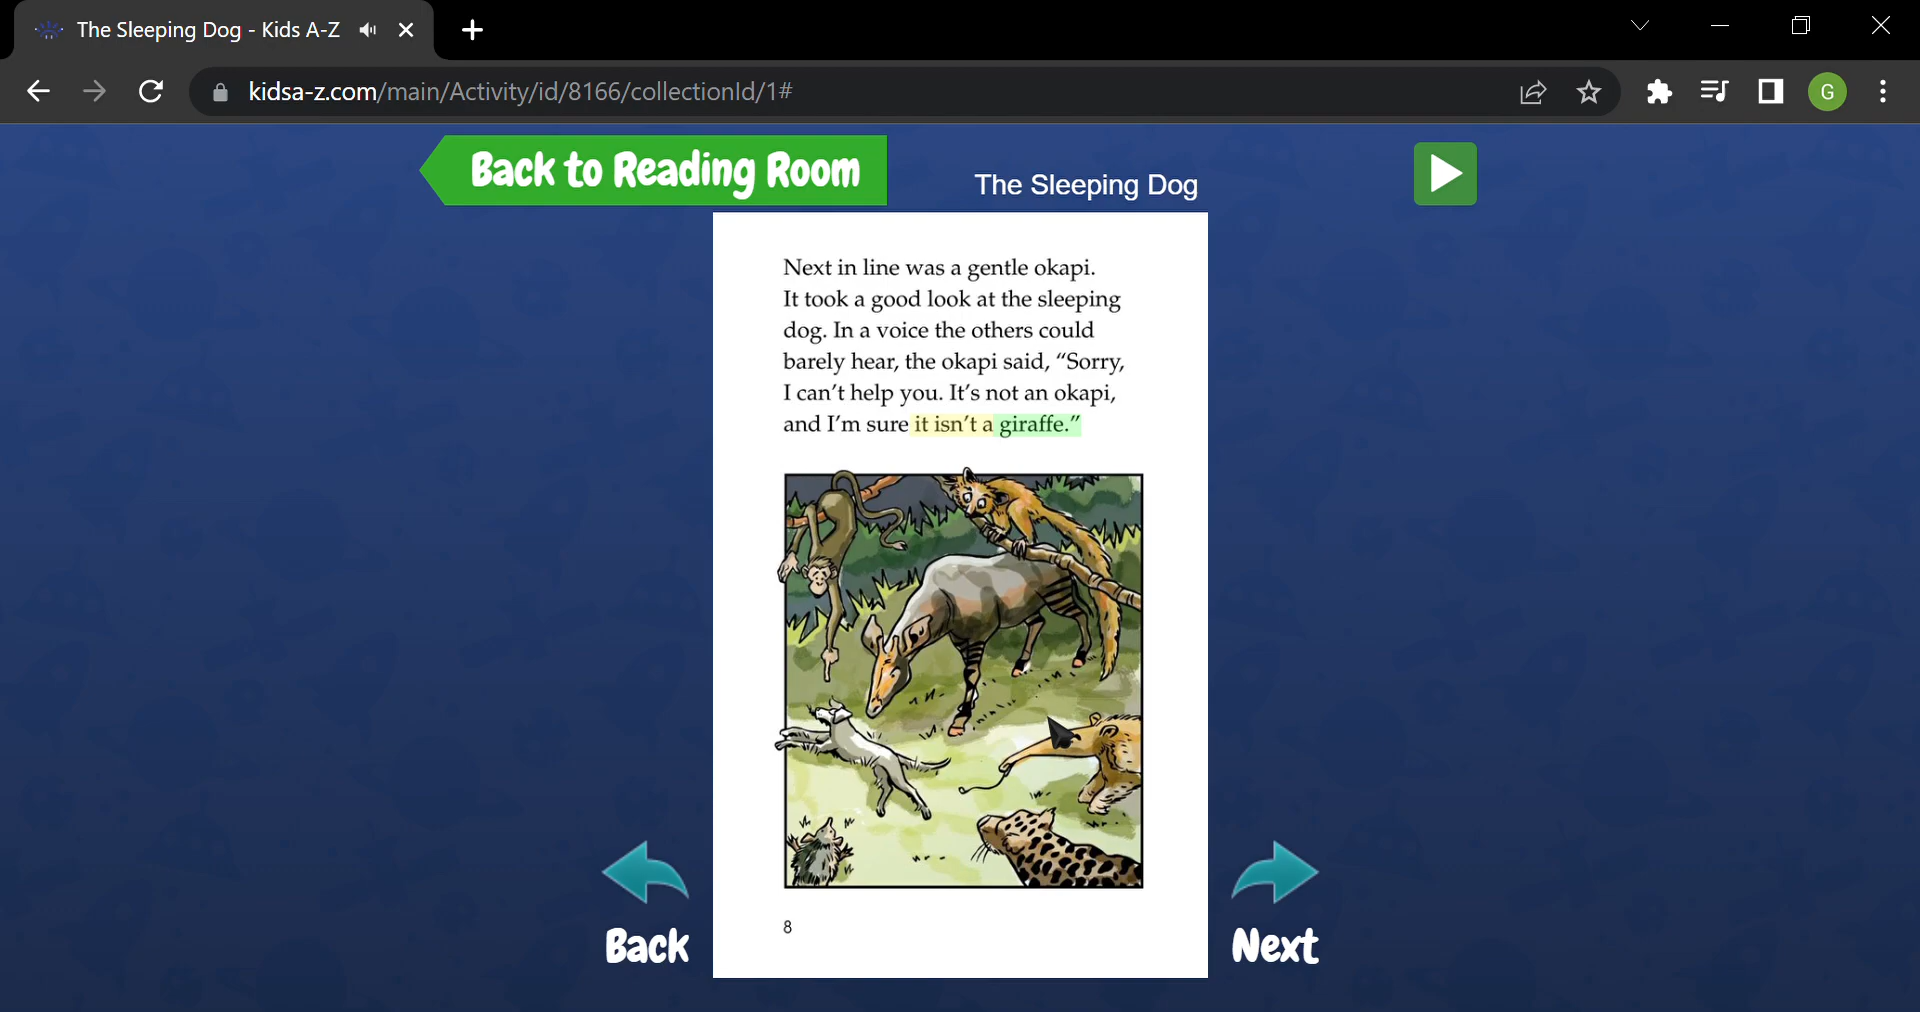 The Sleeping Dog - Kids A-Z
kidsa-z.com/main/Activity/id/8166/collectionId/1#
G
Back to Reading Room
The Sleeping Dog
Next in line was a gentle okapi.
It took a good look at the sleeping
dog. In a voice the others could
barely hear, the okapi said, “Sorry,
I can’t help you. It’s not an okapi,
and I’m sure it isn’t a giraffe.”
8
Back
Next